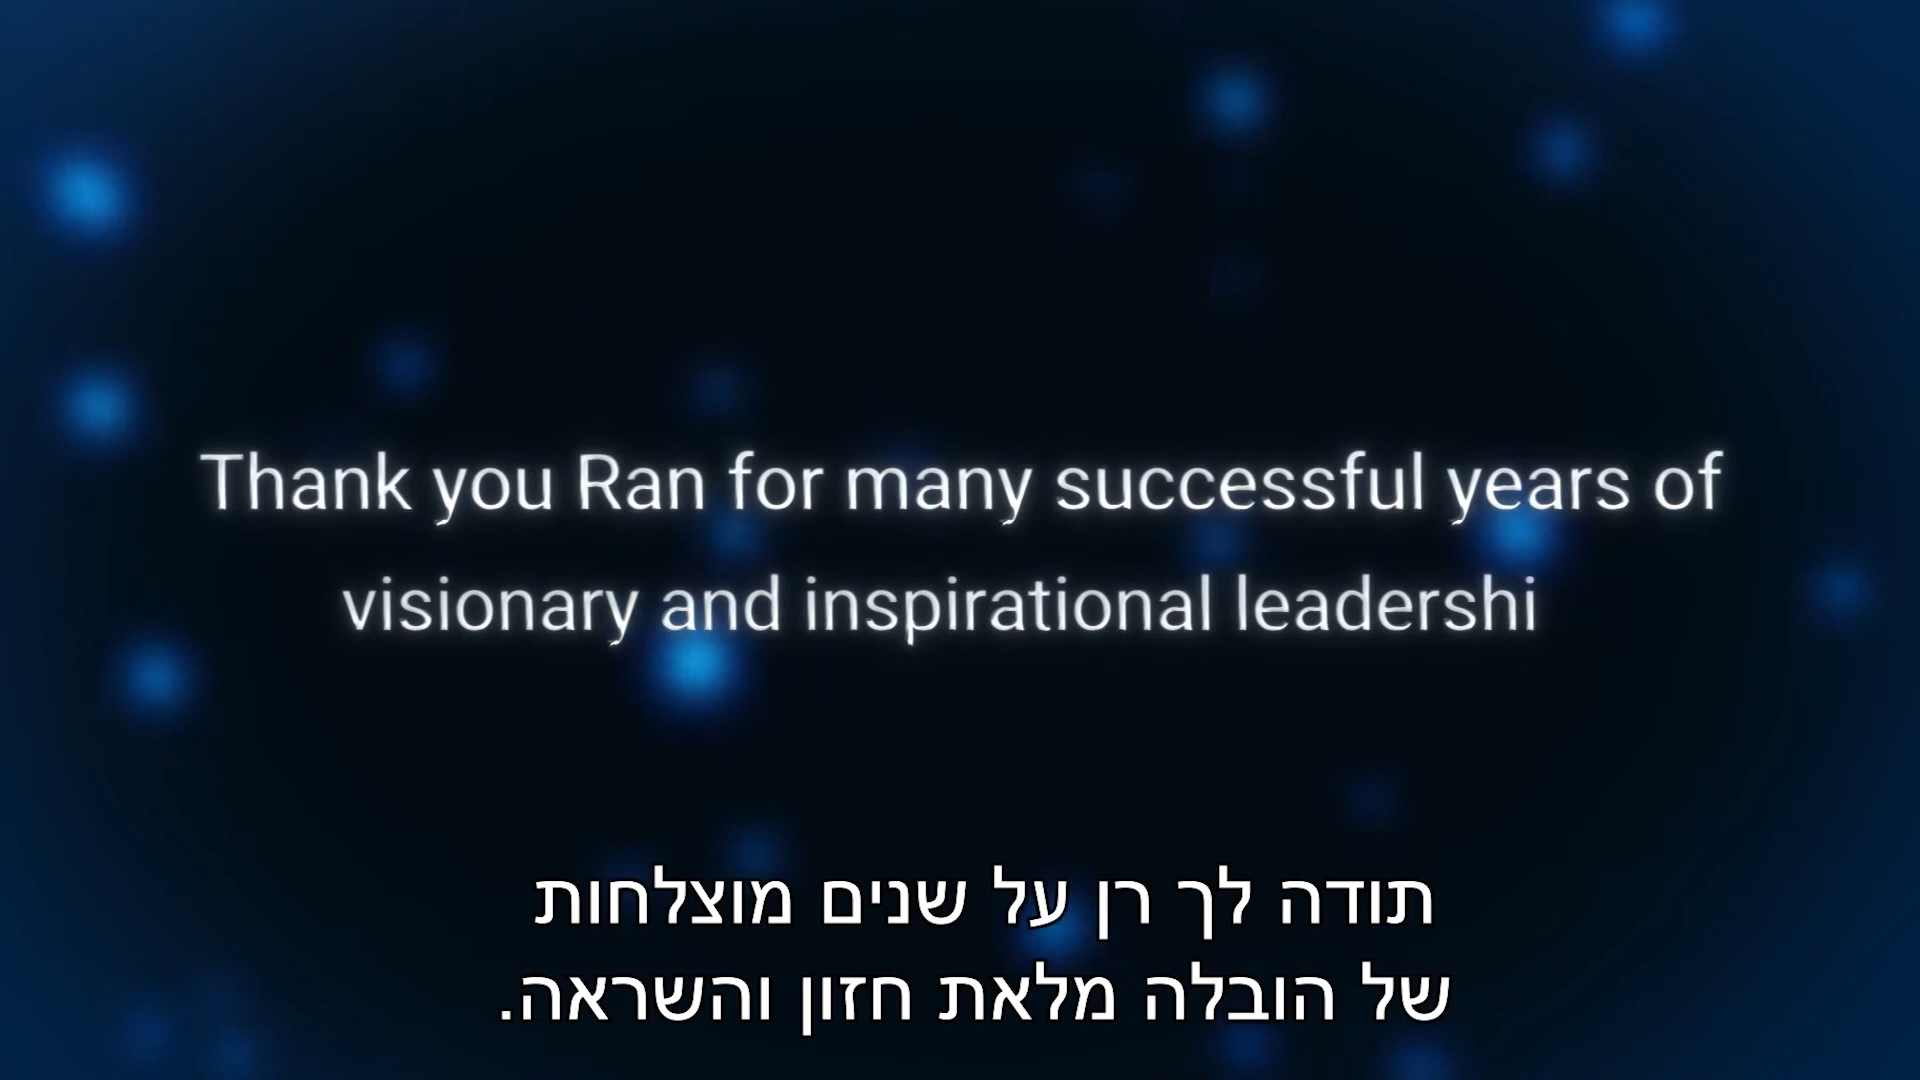 Thank you Ran for many successful years of
visionary and inspirational leadershi
תודה לך רן על שנים מוצלחות
של הובלה מלאת חזון והשראה.